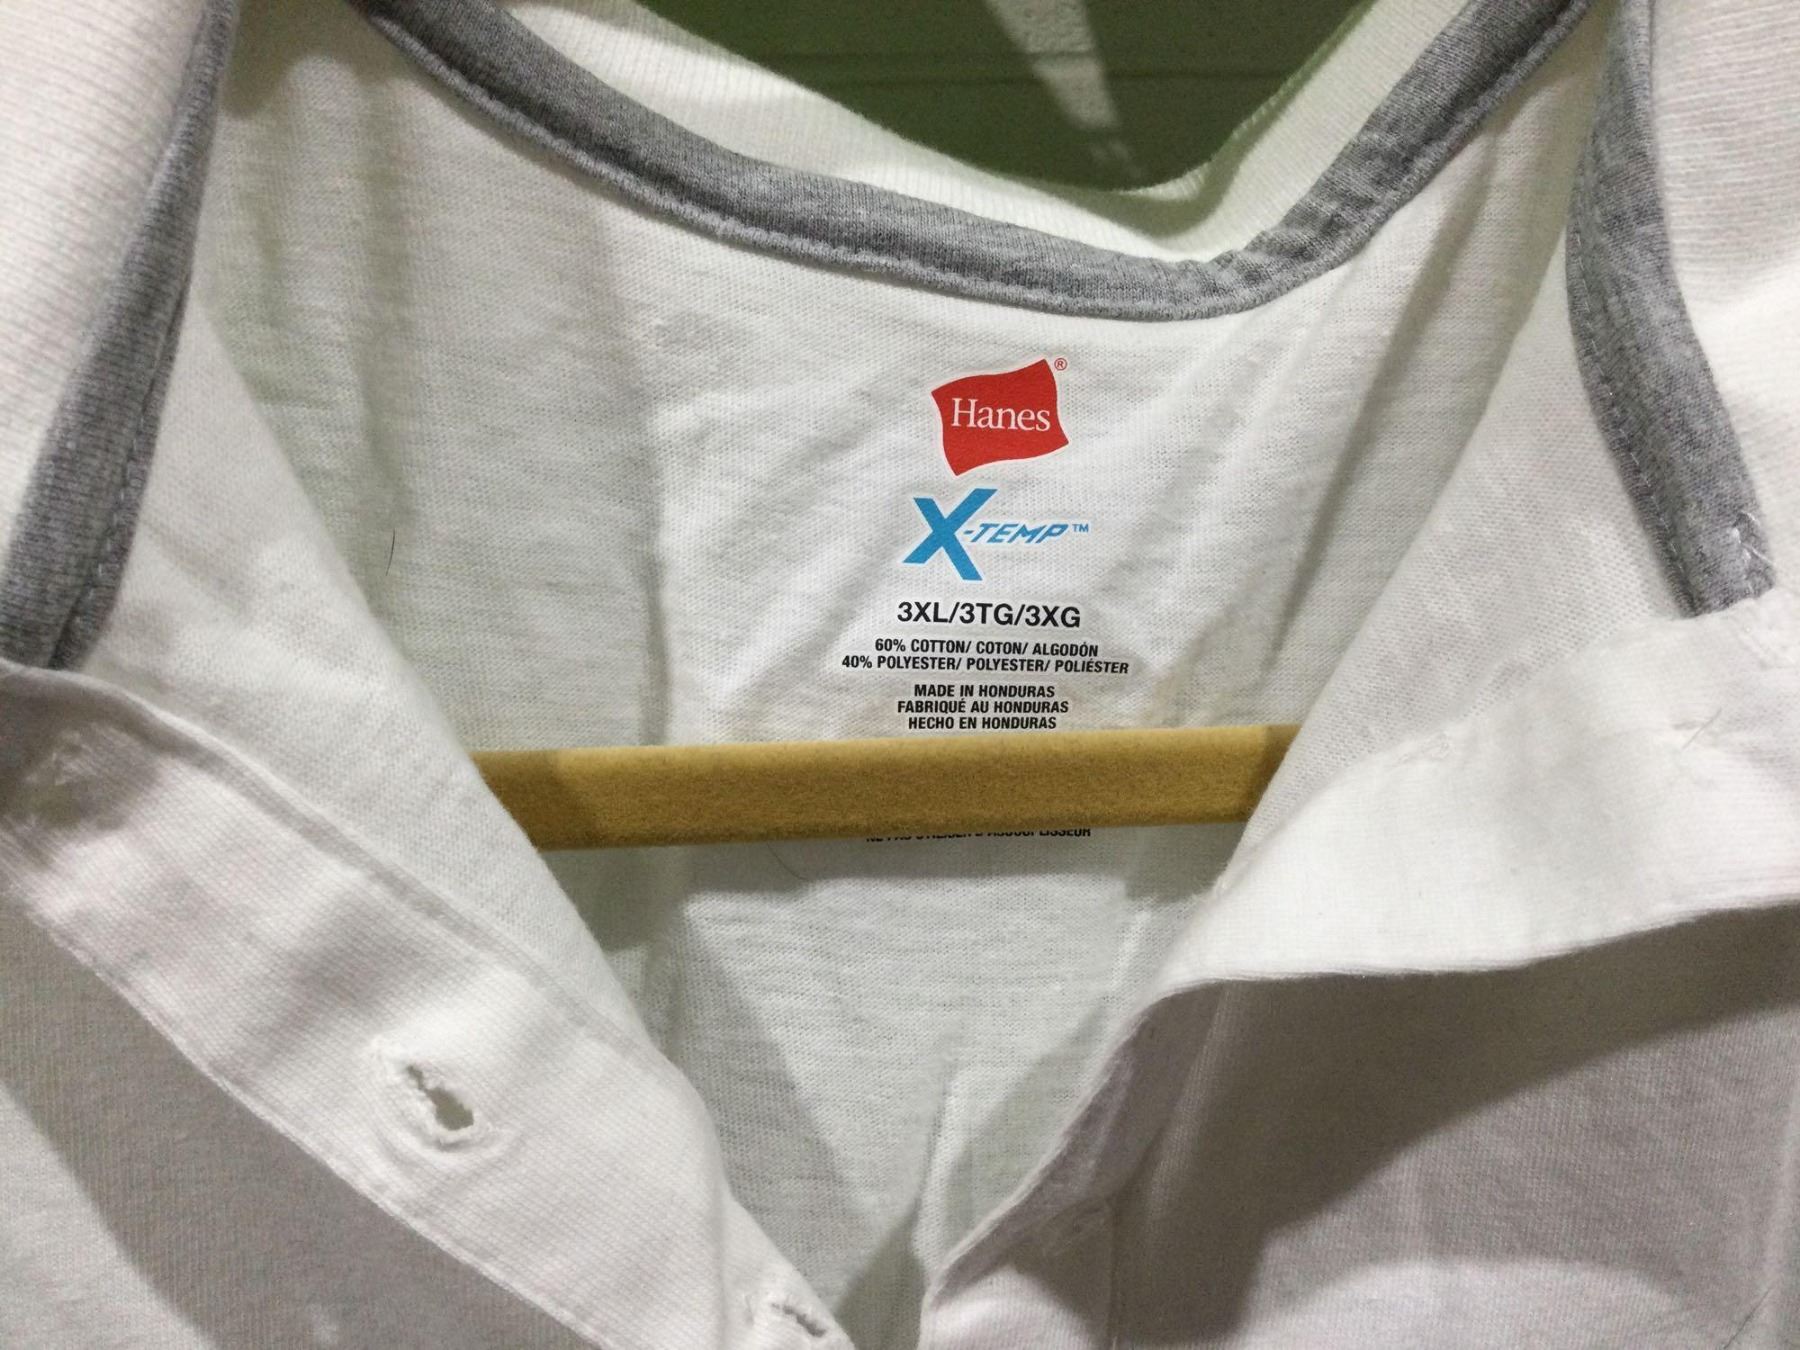 Hanes®
X-TEMP™
3XL/3TG/3XG
60% COTTON/ COTON/ ALGODÓN
40% POLYESTER/ POLYESTER/ POLIÉSTER
MADE IN HONDURAS
FABRIQUÉ AU HONDURAS
HECHO EN HONDURAS